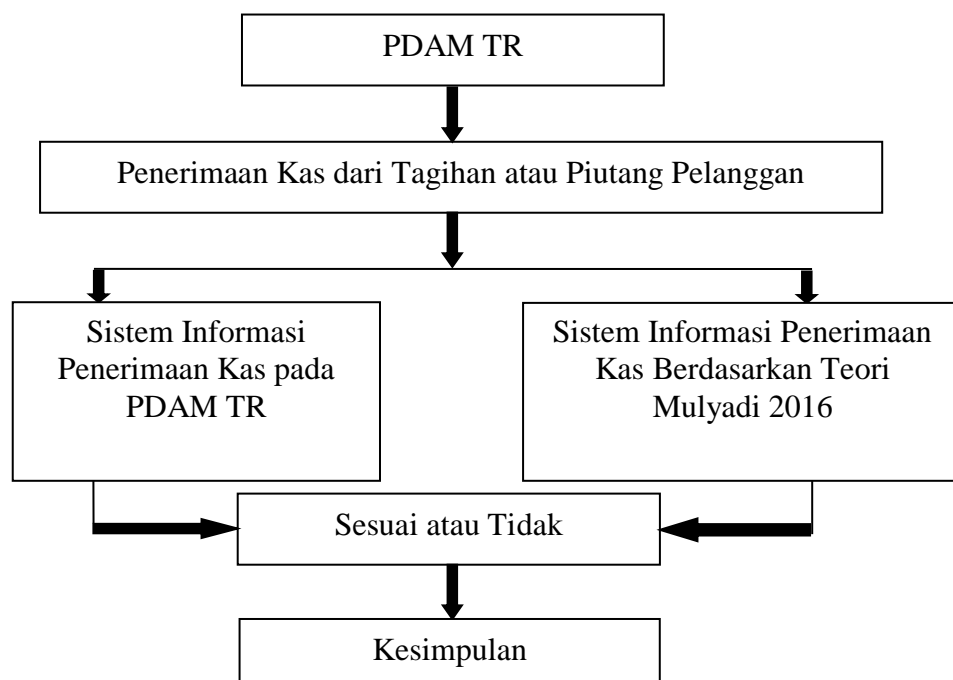 PDAM TR
Penerimaan Kas dari Tagihan atau Piutang Pelanggan
Sistem Informasi
Penerimaan Kas pada
PDAM TR
Sistem Informasi Penerimaan
Kas Berdasarkan Teori
Mulyadi 2016
Sesuai atau Tidak
Kesimpulan